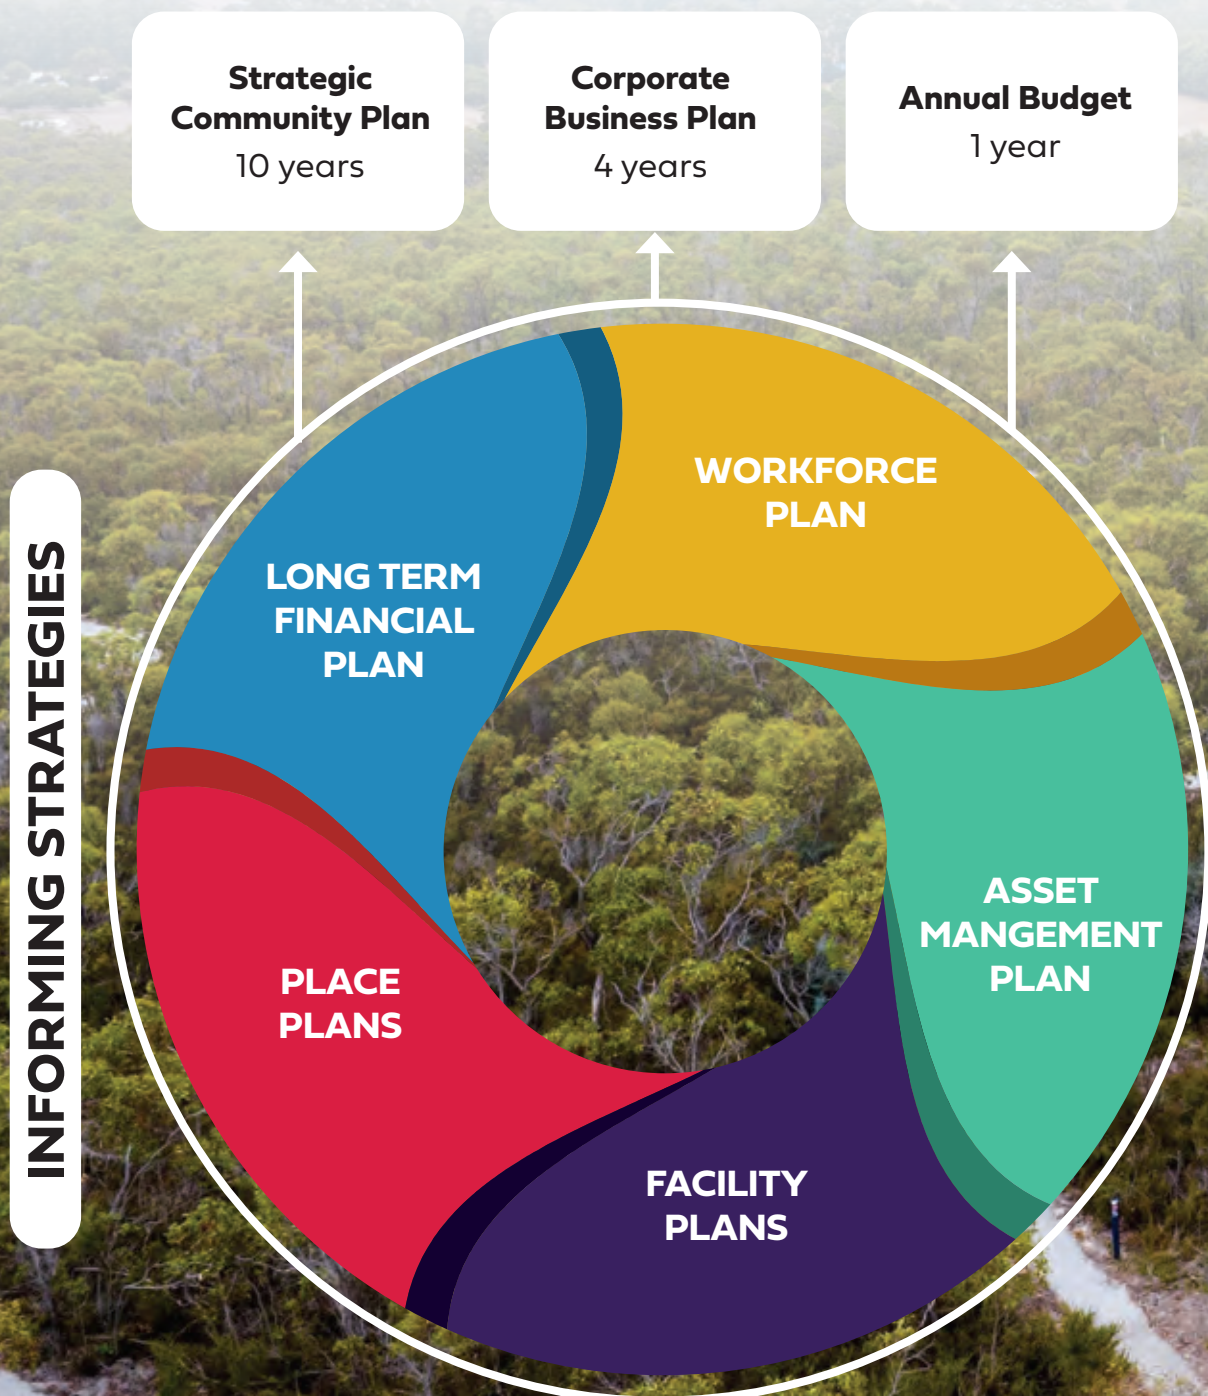 Strategic
Community Plan
10 years
Corporate
Business Plan
4 years
Annual Budget
1 year
INFORMING STRATEGIES
WORKFORCE
PLAN
LONG TERM
FINANCIAL
PLAN
ASSET
MANGEMENT
PLAN
PLACE
PLANS
FACILITY
PLANS